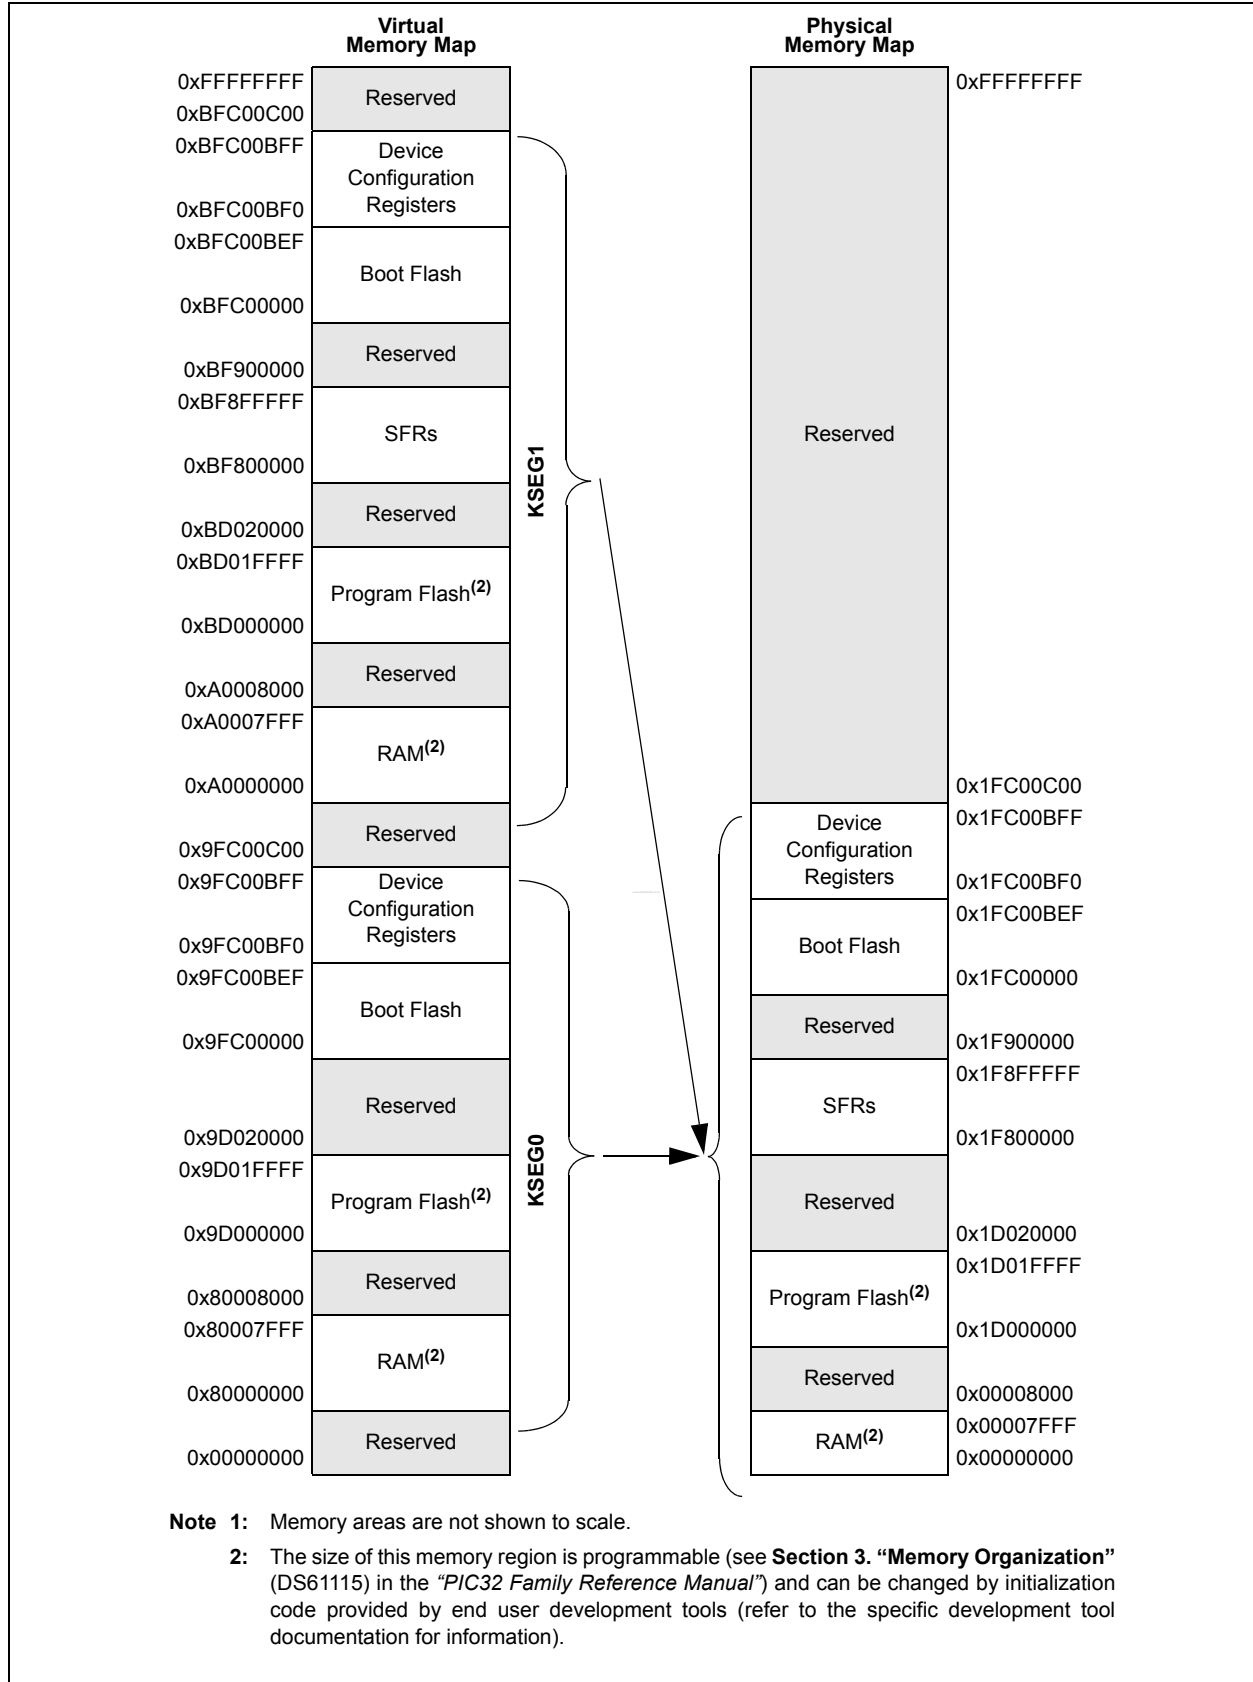 Virtual
Memory Map
Physical
Memory Map
0xFFFFFFFF
Reserved
0xBFC00C00
0xBFC00BFF
Device
Configuration
Registers
0xBFC00BF0
0xBFC00BEF
Boot Flash
0xBFC00000
Reserved
0xBF900000
0xBF8FFFFF
SFRs
0xBF800000
Reserved
0xBD020000
0xBD01FFFF
Program Flash(2)
0xBD000000
Reserved
0xA0008000
0xA0007FFF
RAM(2)
0xA0000000
Reserved
0x9FC00C00
0x9FC00BFF
Device
Configuration
Registers
0x9FC00BF0
0x9FC00BEF
Boot Flash
0x9FC00000
Reserved
0x9D020000
0x9D01FFFF
Program Flash(2)
0x9D000000
Reserved
0x80008000
0x80007FFF
RAM(2)
0x80000000
Reserved
0x00000000
KSEG1
KSEG0
0xFFFFFFFF
Reserved
0x1FC00C00
0x1FC00BFF
Device
Configuration
Registers
0x1FC00BF0
0x1FC00BEF
Boot Flash
0x1FC00000
Reserved
0x1F900000
0x1F8FFFFF
SFRs
0x1F800000
Reserved
0x1D020000
0x1D01FFFF
Program Flash(2)
0x1D000000
Reserved
0x00008000
0x00007FFF
RAM(2)
0x00000000
Note 1: Memory areas are not shown to scale.
2: The size of this memory region is programmable (see Section 3. “Memory Organization”
(DS61115) in the “PIC32 Family Reference Manual”) and can be changed by initialization
code provided by end user development tools (refer to the specific development tool
documentation for information).